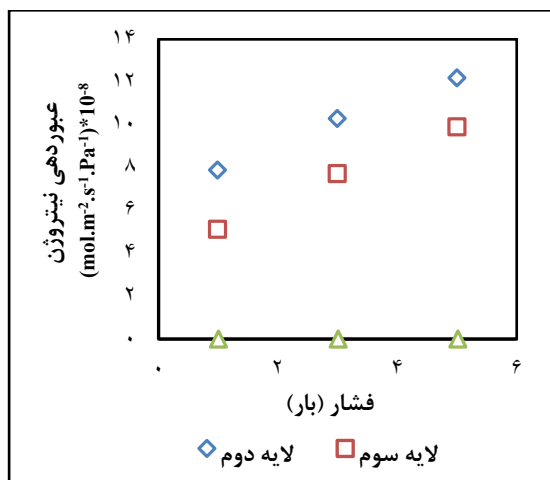 ۱۴
۱۲
۱۰
۸
۶
۴
۲
۰
عبوردهی نیتروژن
(mol.m-2.s-1.Pa-1)*10-8
۰ ۲ ۴ ۶
فشار (بار)
لایه دوم لایه سوم